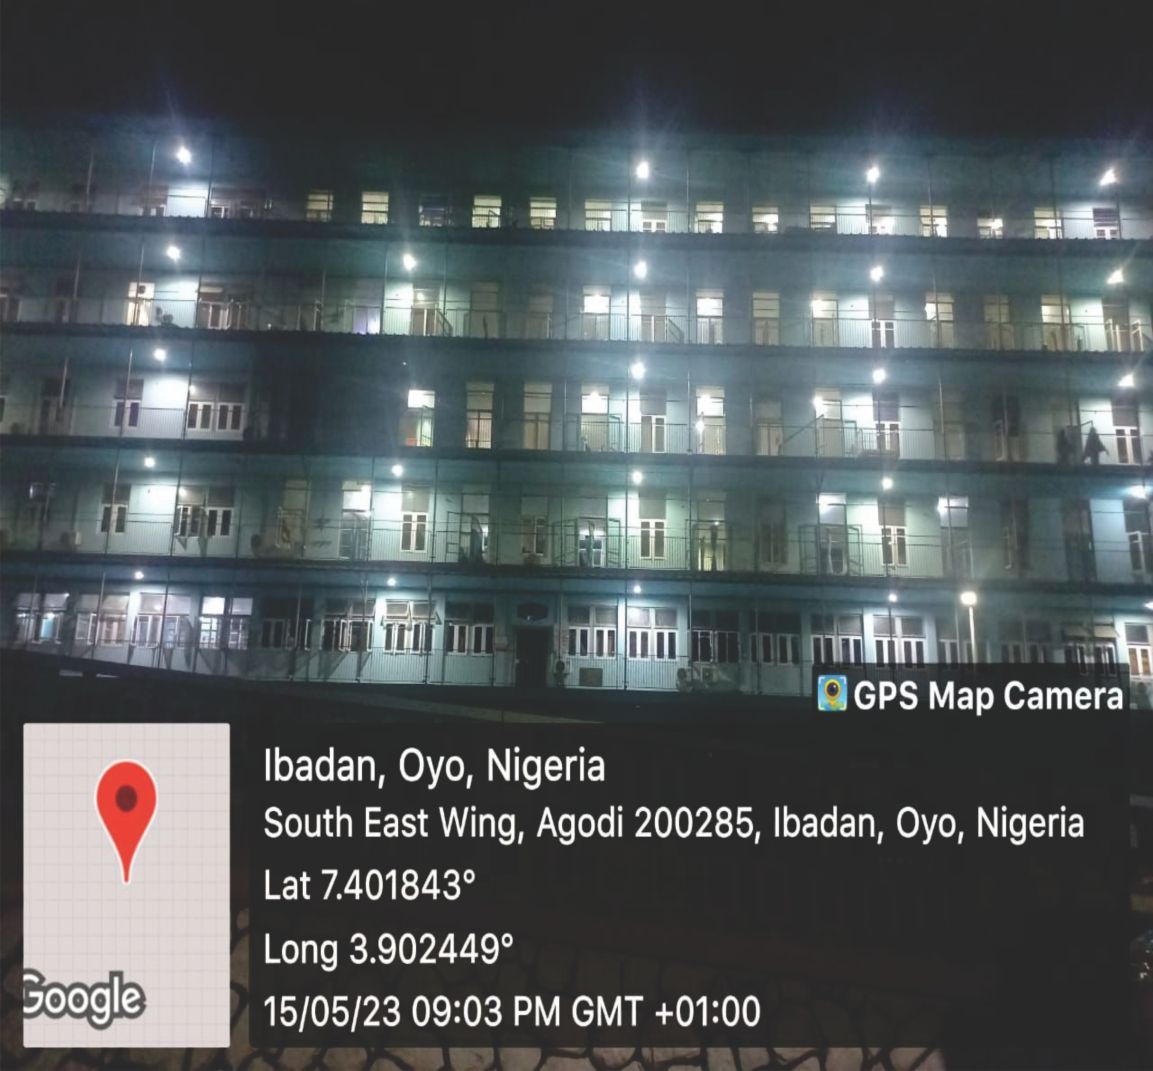 GPS Map Camera
Ibadan, Oyo, Nigeria
South East Wing, Agodi 200285, Ibadan, Oyo, Nigeria
Lat 7.401843°
Long 3.902449°
15/05/23 09:03 PM GMT +01:00
Google